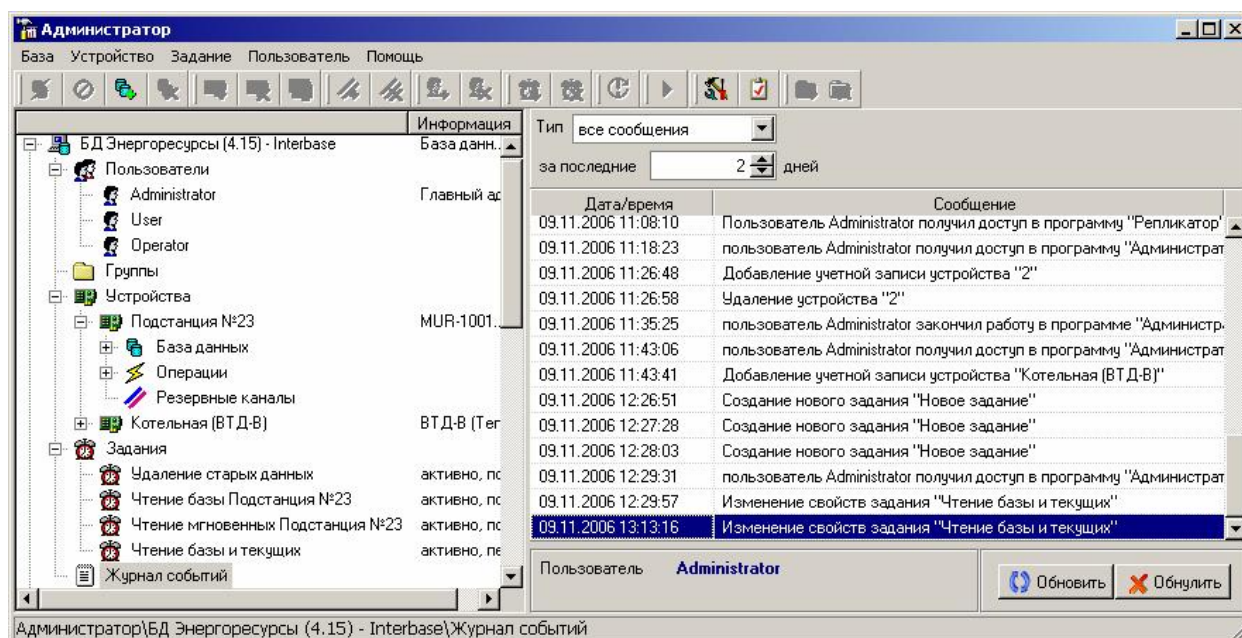 Администратор
База Устройство Задание Пользователь Помощь
Информация
БД Энергоресурсы (4.15) - Interbase База данн...
Пользователи
Administrator Главный ад
User
Operator
Группы
Устройства
Подстанция №23 MUR-1001...
База данных
Операции
Резервные каналы
Котельная (ВТД-В) ВТД-В (Теп
Задания
Удаление старых данных активно, по
Чтение базы Подстанция №23 активно, по
Чтение мгновенных Подстанция №23 активно, по
Чтение базы и текущих активно, пе
Журнал событий
Тип все сообщения
за последние 2 дней
Дата/время Сообщение
09.11.2006 11:08:10 Пользователь Administrator получил доступ в программу "Репликатор"
09.11.2006 11:18:23 пользователь Administrator получил доступ в программу "Администрат
09.11.2006 11:26:48 Добавление учетной записи устройства "2"
09.11.2006 11:26:58 Удаление устройства "2"
09.11.2006 11:35:25 пользователь Administrator закончил работу в программе "Администр
09.11.2006 11:43:06 пользователь Administrator получил доступ в программу "Администрат
09.11.2006 11:43:41 Добавление учетной записи устройства "Котельная (ВТД-В)"
09.11.2006 12:26:51 Создание нового задания "Новое задание"
09.11.2006 12:27:28 Создание нового задания "Новое задание"
09.11.2006 12:28:03 Создание нового задания "Новое задание"
09.11.2006 12:29:31 пользователь Administrator получил доступ в программу "Администрат
09.11.2006 12:29:57 Изменение свойств задания "Чтение базы и текущих"
09.11.2006 13:13:16 Изменение свойств задания "Чтение базы и текущих"
Пользователь Administrator
Обновить Обнулить
Администратор\БД Энергоресурсы (4.15) - Interbase\Журнал событий